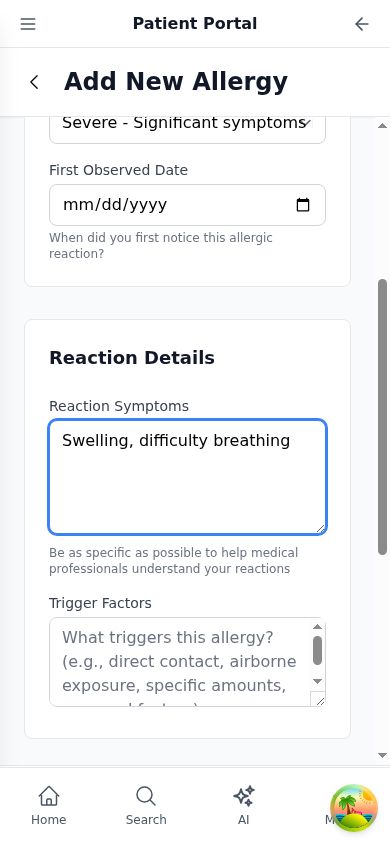 Patient Portal
Add New Allergy
Severe - Significant symptoms
First Observed Date
mm/dd/yyyy
When did you first notice this allergic
reaction?
Reaction Details
Reaction Symptoms
Swelling, difficulty breathing
Be as specific as possible to help medical
professionals understand your reactions
Trigger Factors
What triggers this allergy?
(e.g., direct contact, airborne
exposure, specific amounts,
Home
Search
AI